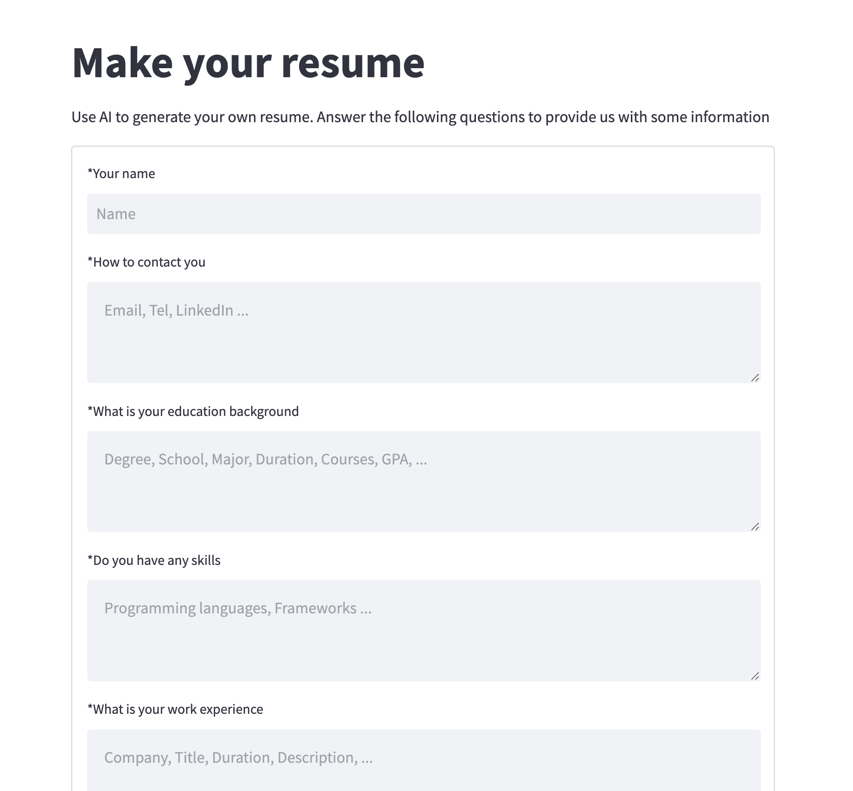 Make your resume
Use AI to generate your own resume. Answer the following questions to provide us with some information
*Your name
Name
*How to contact you
Email, Tel, LinkedIn ...
*What is your education background
Degree, School, Major, Duration, Courses, GPA, ...
*Do you have any skills
Programming languages, Frameworks ...
*What is your work experience
Company, Title, Duration, Description, ...